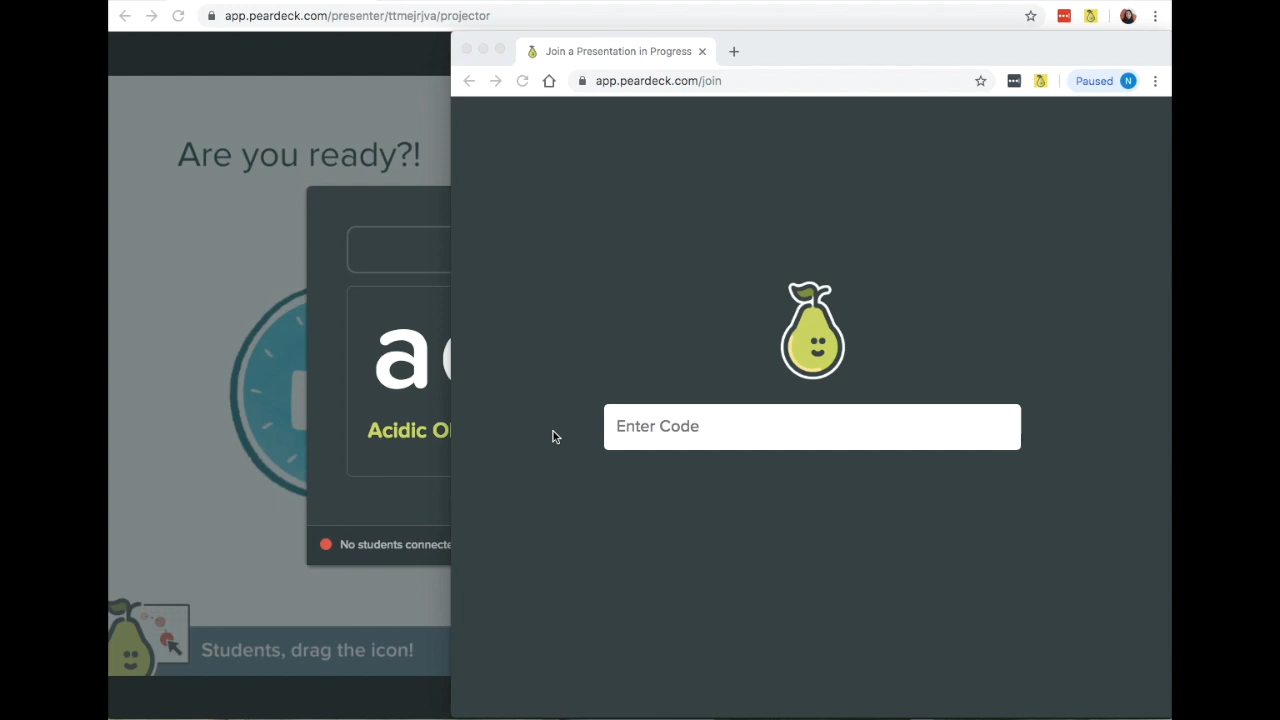 app.peardeck.com/presenter/ttmejrjva/projector
Join a Presentation in Progress
app.peardeck.com/join
Paused N
Are you ready?!
Enter Code
Acidic
No students
Students, drag the icon!